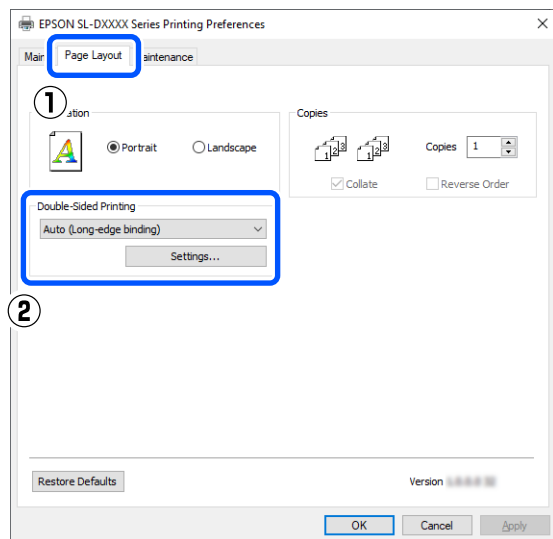 EPSON SL-DXXXX Series Printing Preferences
Main Page Layout aintenance
1
ation Copies
Portrait Landscape Copies 1
Collate Reverse Order
Double-Sided Printing
Auto (Long-edge binding)
Settings...
2
Restore Defaults Version
OK Cancel Apply